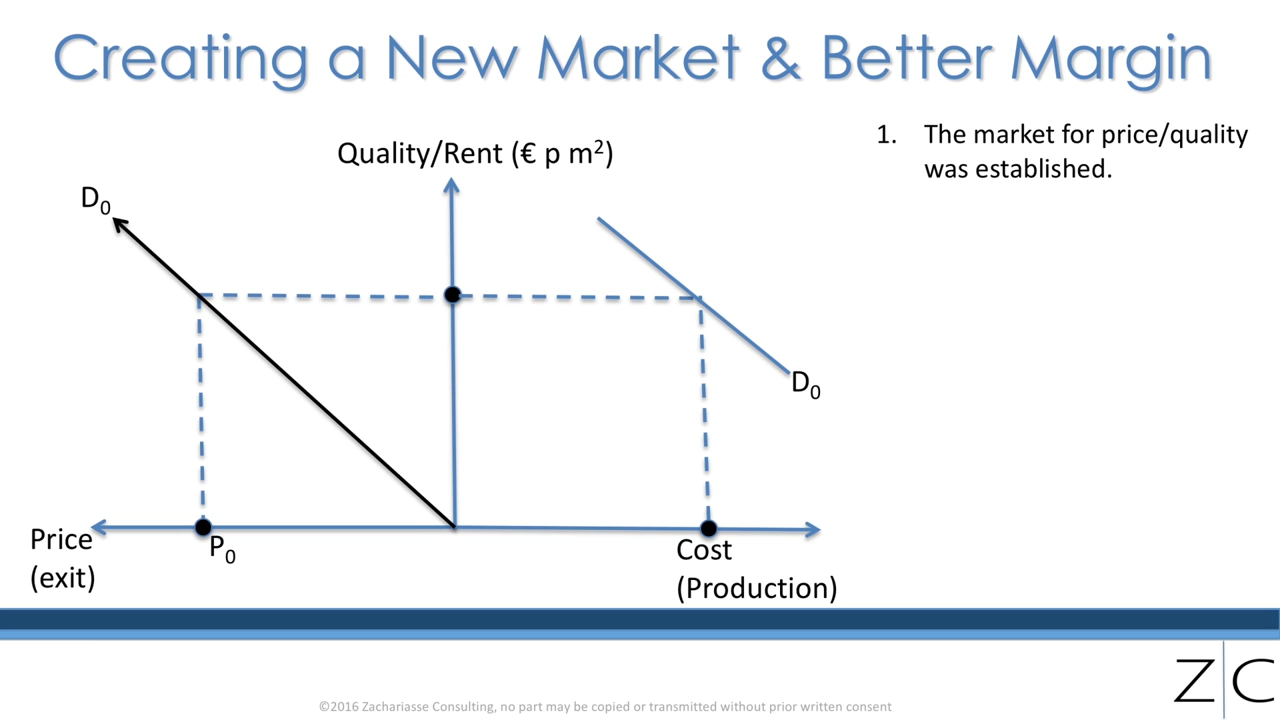 Creating a New Market & Better Margin
1. The market for price/quality
was established.
Quality/Rent (€ p m²)
D₀
D₀
Price
(exit)
P₀
Cost
(Production)
©2016 Zachariasse Consulting, no part may be copied or transmitted without prior written consent
Z|C